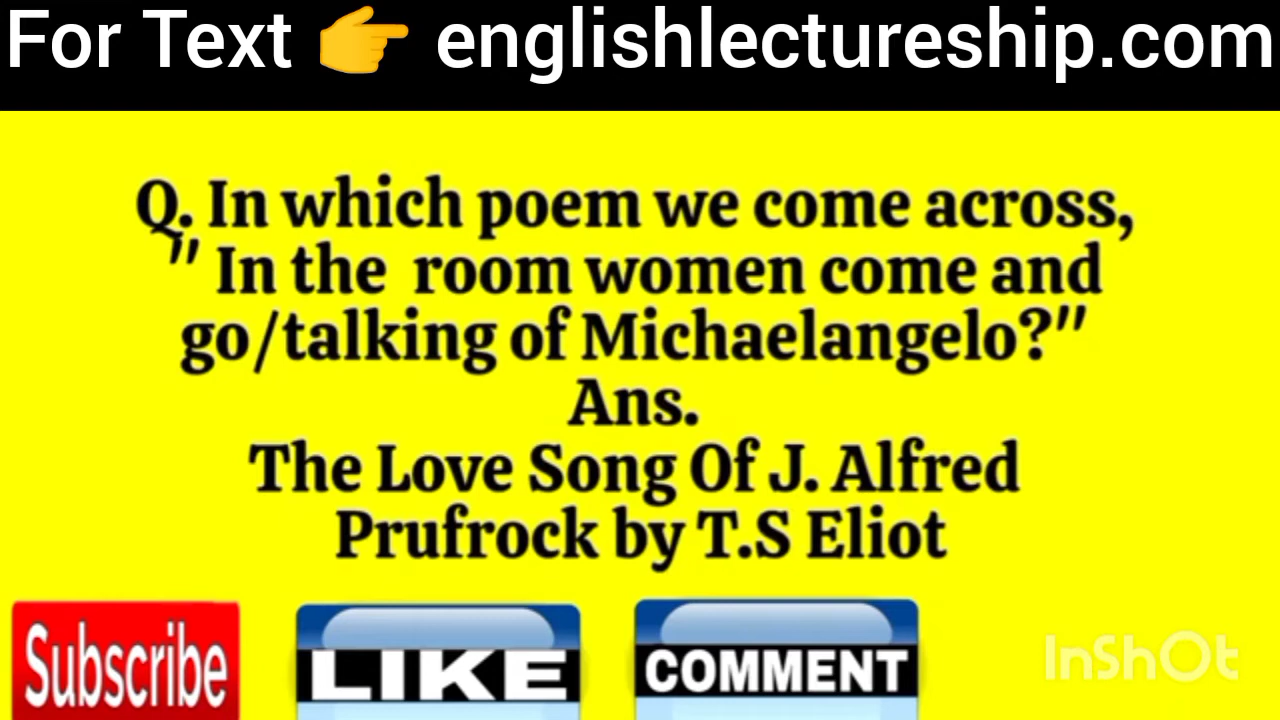 For Text 👉 englishlectureship.com
Q. In which poem we come across,
" In the room women come and
go/talking of Michaelangelo?"
Ans.
The Love Song Of J. Alfred
Prufrock by T.S Eliot
Subscribe LIKE COMMENT
InShOt